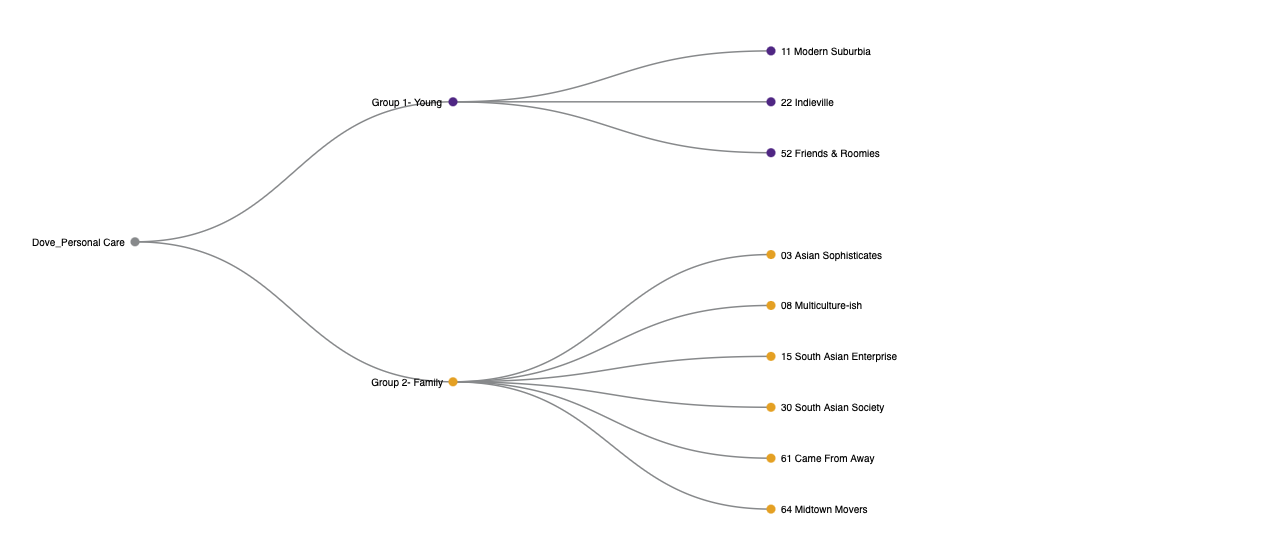 11 Modern Suburbia
Group 1- Young
22 Indieville
52 Friends & Roomies
Dove_Personal Care
03 Asian Sophisticates
08 Multiculture-ish
15 South Asian Enterprise
Group 2- Family
30 South Asian Society
61 Came From Away
64 Midtown Movers